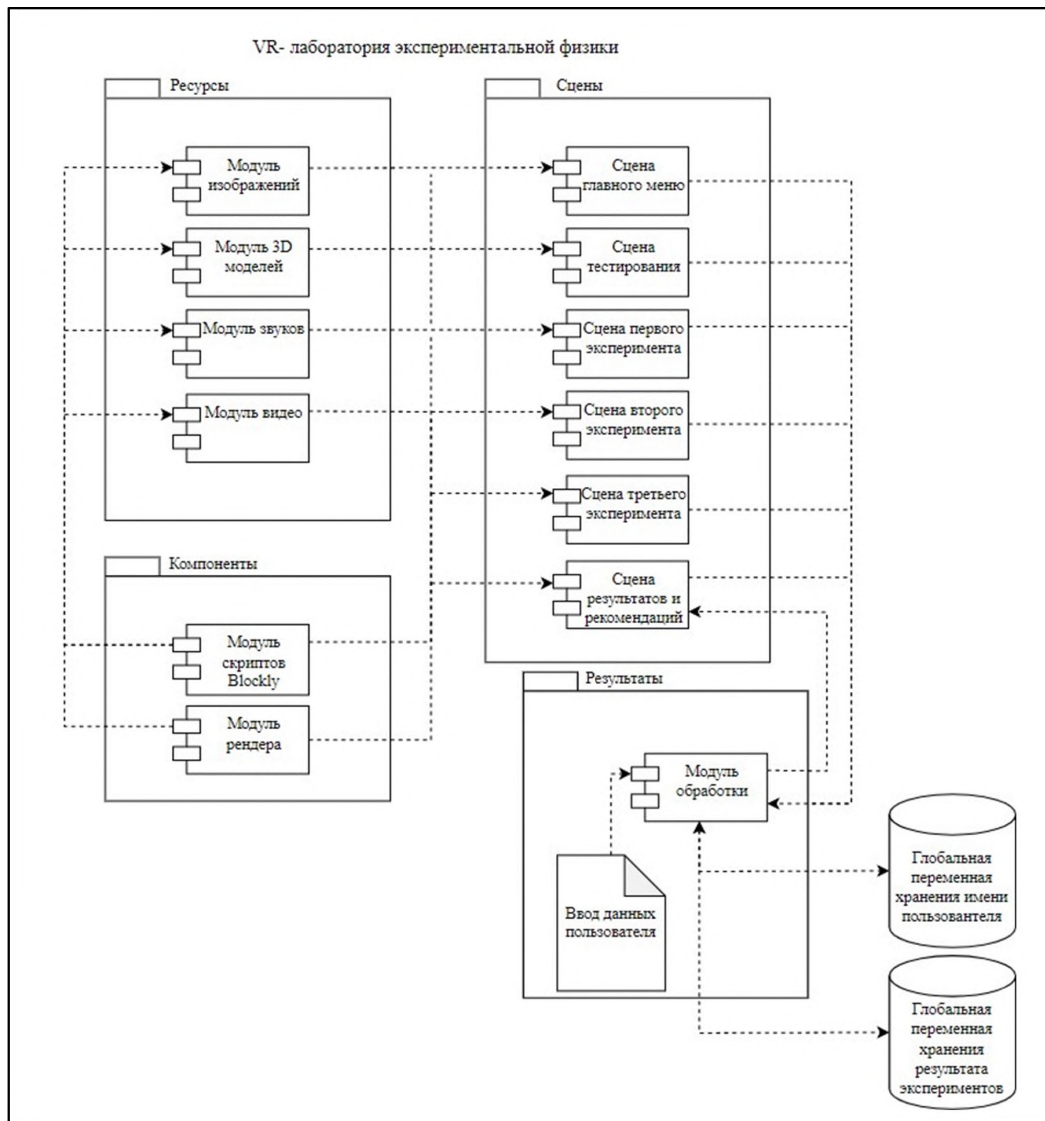 VR- лаборатория экспериментальной физики
Ресурсы
Модуль
изображений
Модуль 3D
моделей
Модуль звуков
Модуль видео
Компоненты
Модуль
скриптов
Blockly
Модуль
рендера
Сцены
Сцена
главного меню
Сцена
тестирования
Сцена первого
эксперимента
Сцена второго
эксперимента
Сцена третьего
эксперимента
Сцена
результатов и
рекомендаций
Результаты
Модуль
обработки
Ввод данных
пользователя
Глобальная
переменная
хранения имени
пользовантеля
Глобальная
переменная
хранения
результата
экспериментов